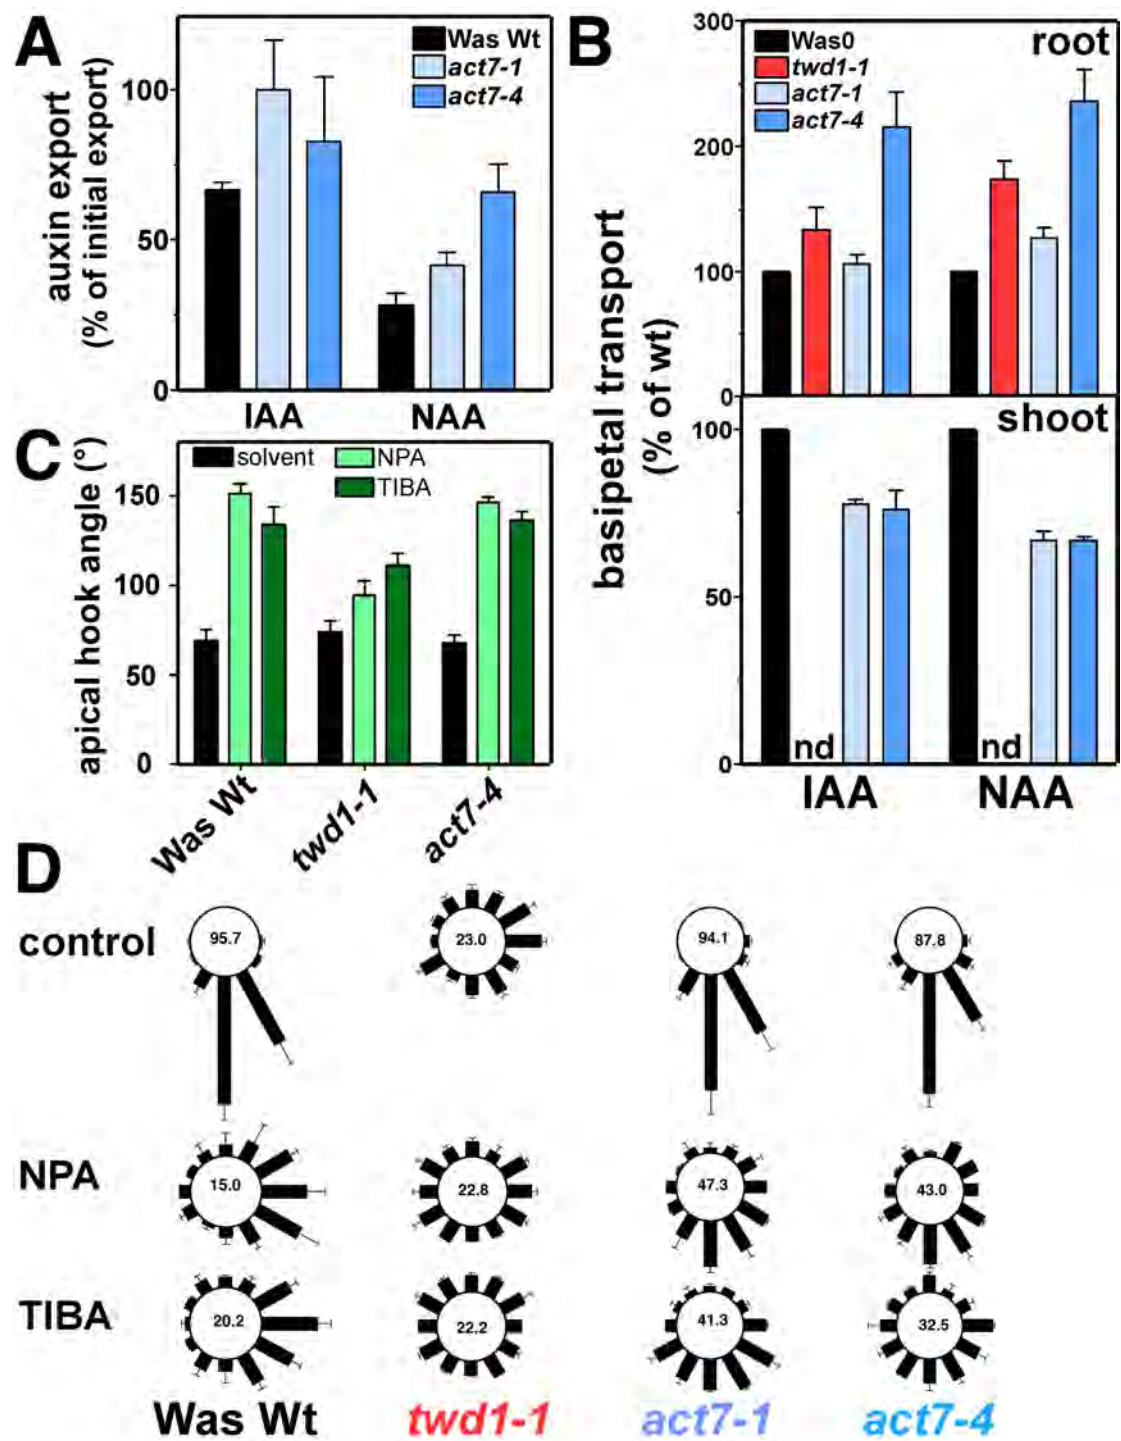 A
auxin export
(% of initial export)
100
50
0
Was Wt
act7-1
act7-4
IAA
NAA
B
basipetal transport
(% of wt)
300
200
100
0
Was0
twd1-1
act7-1
act7-4
root
100
50
0
shoot
nd
nd
IAA
NAA
C
apical hook angle (°)
150
100
50
0
solvent
NPA
TIBA
Was Wt
twd1-1
act7-4
D
control
95.7
23.0
94.1
87.8
NPA
15.0
22.8
47.3
43.0
TIBA
20.2
22.2
41.3
32.5
Was Wt
twd1-1
act7-1
act7-4